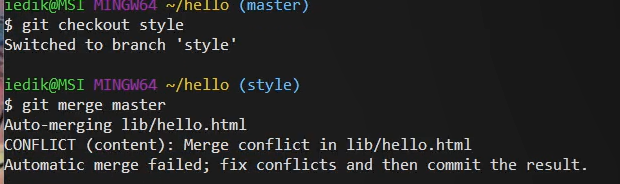 iedik@MSI MINGW64 ~/hello (master)
$ git checkout style
Switched to branch 'style'
iedik@MSI MINGW64 ~/hello (style)
$ git merge master
Auto-merging lib/hello.html
CONFLICT (content): Merge conflict in lib/hello.html
Automatic merge failed; fix conflicts and then commit the result.